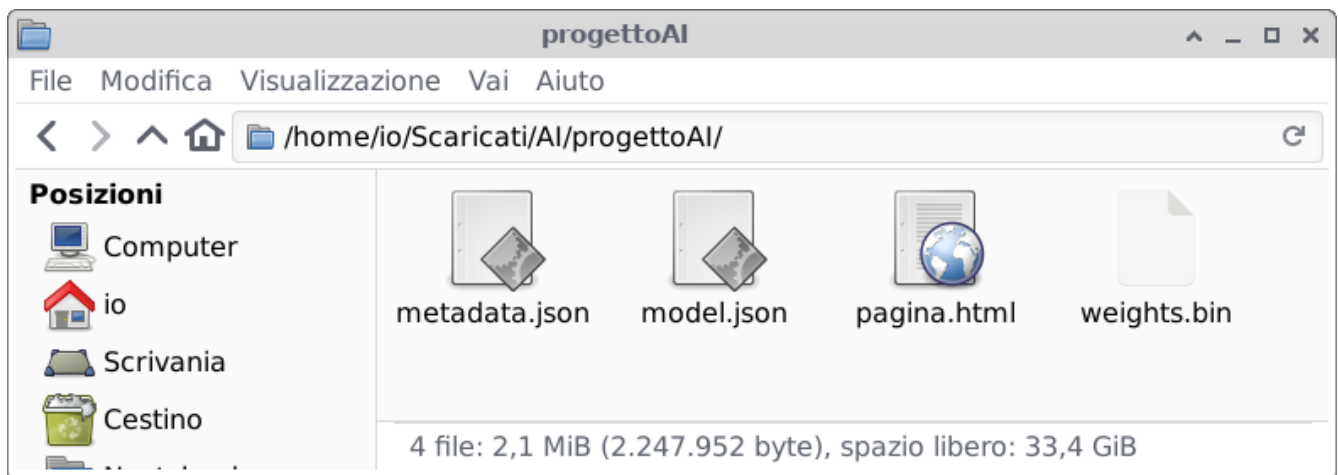 progettoAI
File Modifica Visualizzazione Vai Aiuto
/home/io/Scaricati/AI/progettoAI/
Posizioni
Computer
io
Scrivania
Cestino
metadata.json model.json pagina.html weights.bin
4 file: 2,1 MiB (2.247.952 byte), spazio libero: 33,4 GiB